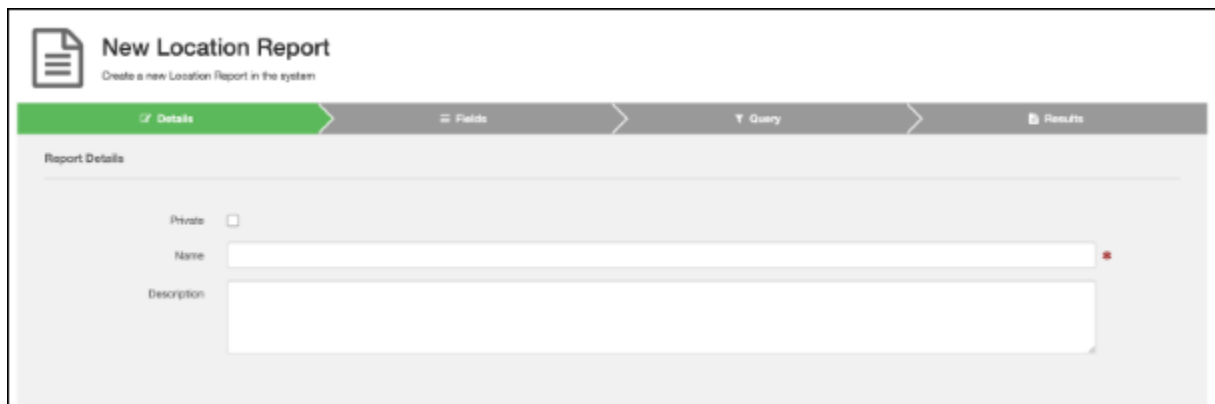 New Location Report
Create a new Location Report in the system
Details
Fields
Query
Results
Report Details
Private
Name
*
Description